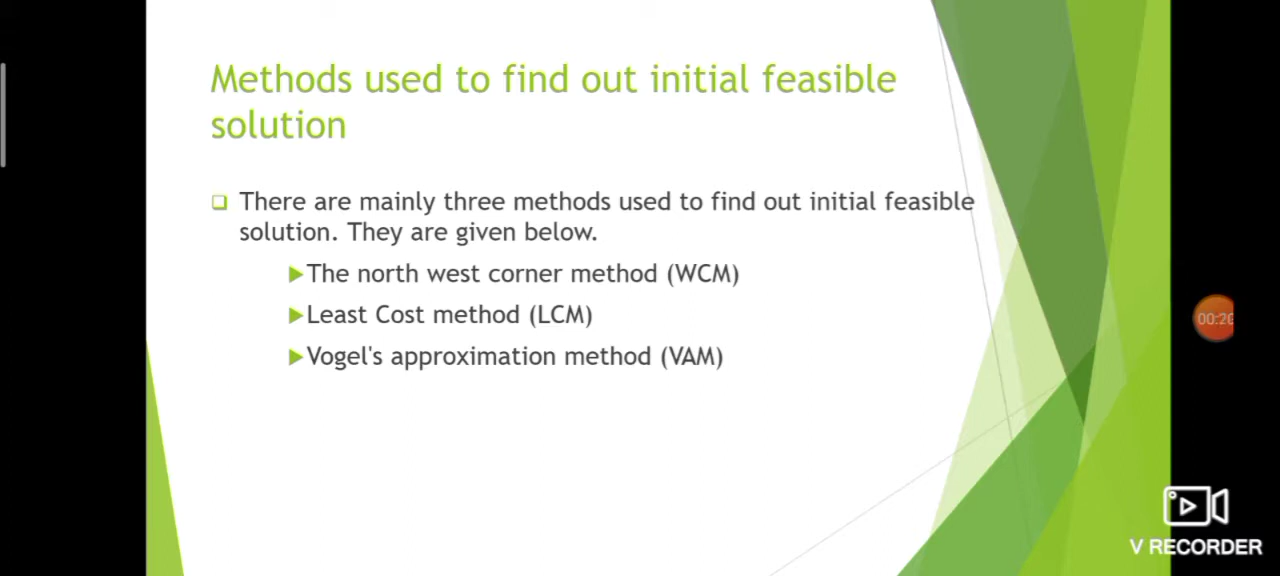 Methods used to find out initial feasible
solution
There are mainly three methods used to find out initial feasible
solution. They are given below.
The north west corner method (WCM)
Least Cost method (LCM)
Vogel's approximation method (VAM)
00:20
V RECORDER